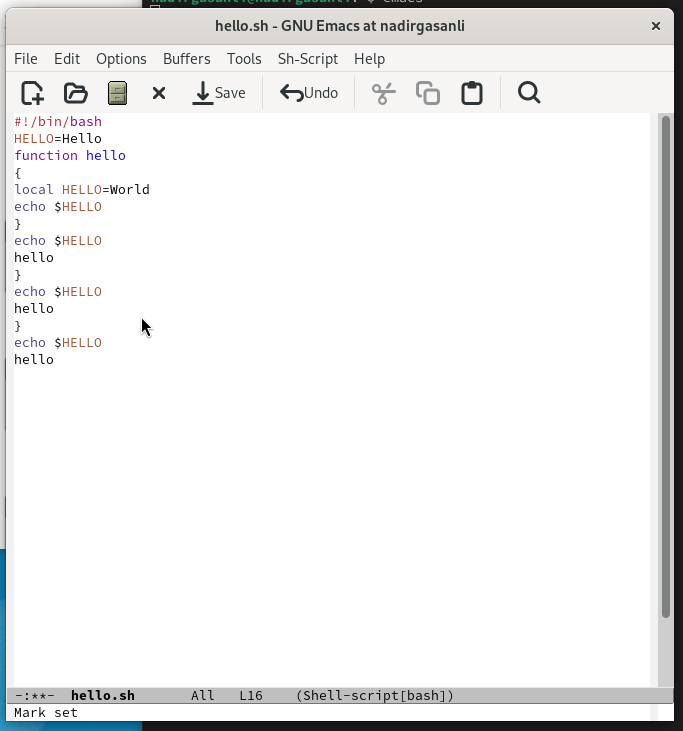 hello.sh - GNU Emacs at nadirgasanli
File Edit Options Buffers Tools Sh-Script Help
Save Undo
#!/bin/bash
HELLO=Hello
function hello
{
local HELLO=World
echo $HELLO
}
echo $HELLO
hello
}
echo $HELLO
hello
}
echo $HELLO
hello
-:**- hello.sh All L16 (Shell-script[bash])
Mark set